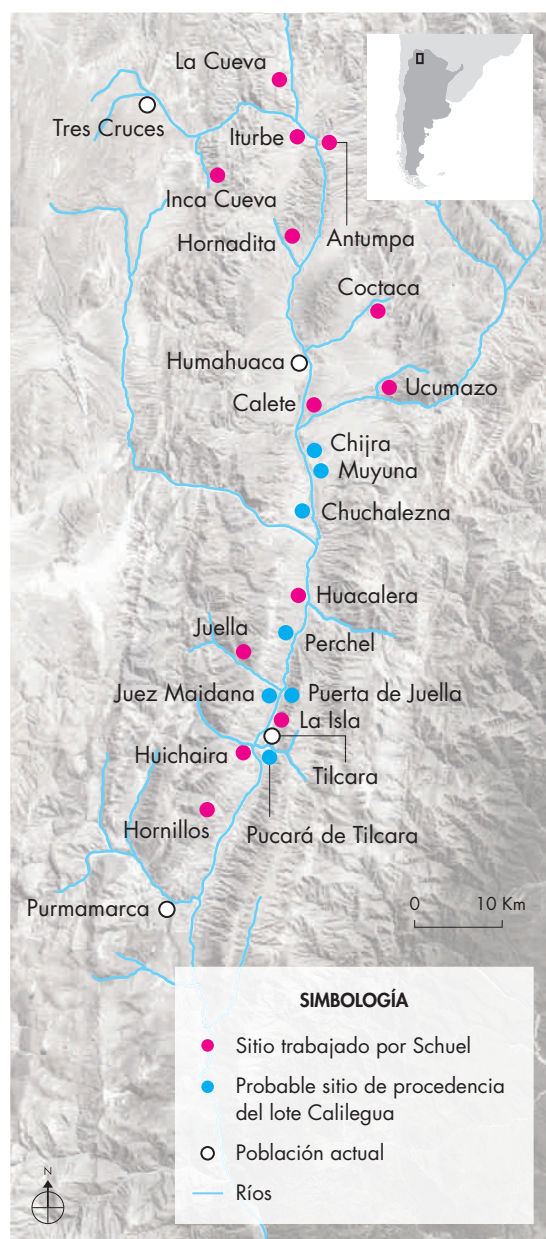 La Cueva
Tres Cruces
Iturbe
Inca Cueva
Antumpa
Hornadita
Coctaca
Humahuaca
Ucumazo
Calete
Chijra
Muyuna
Chuchalezna
Huacalera
Juella
Perchel
Juez Maidana
Puerta de Juella
La Isla
Huichaira
Tilcara
Hornillos
Pucará de Tilcara
Purmamarca
0 10 Km
SIMBOLOGÍA
Sitio trabajado por Schuel
Probable sitio de procedencia
del lote Calilegua
Población actual
Ríos
N